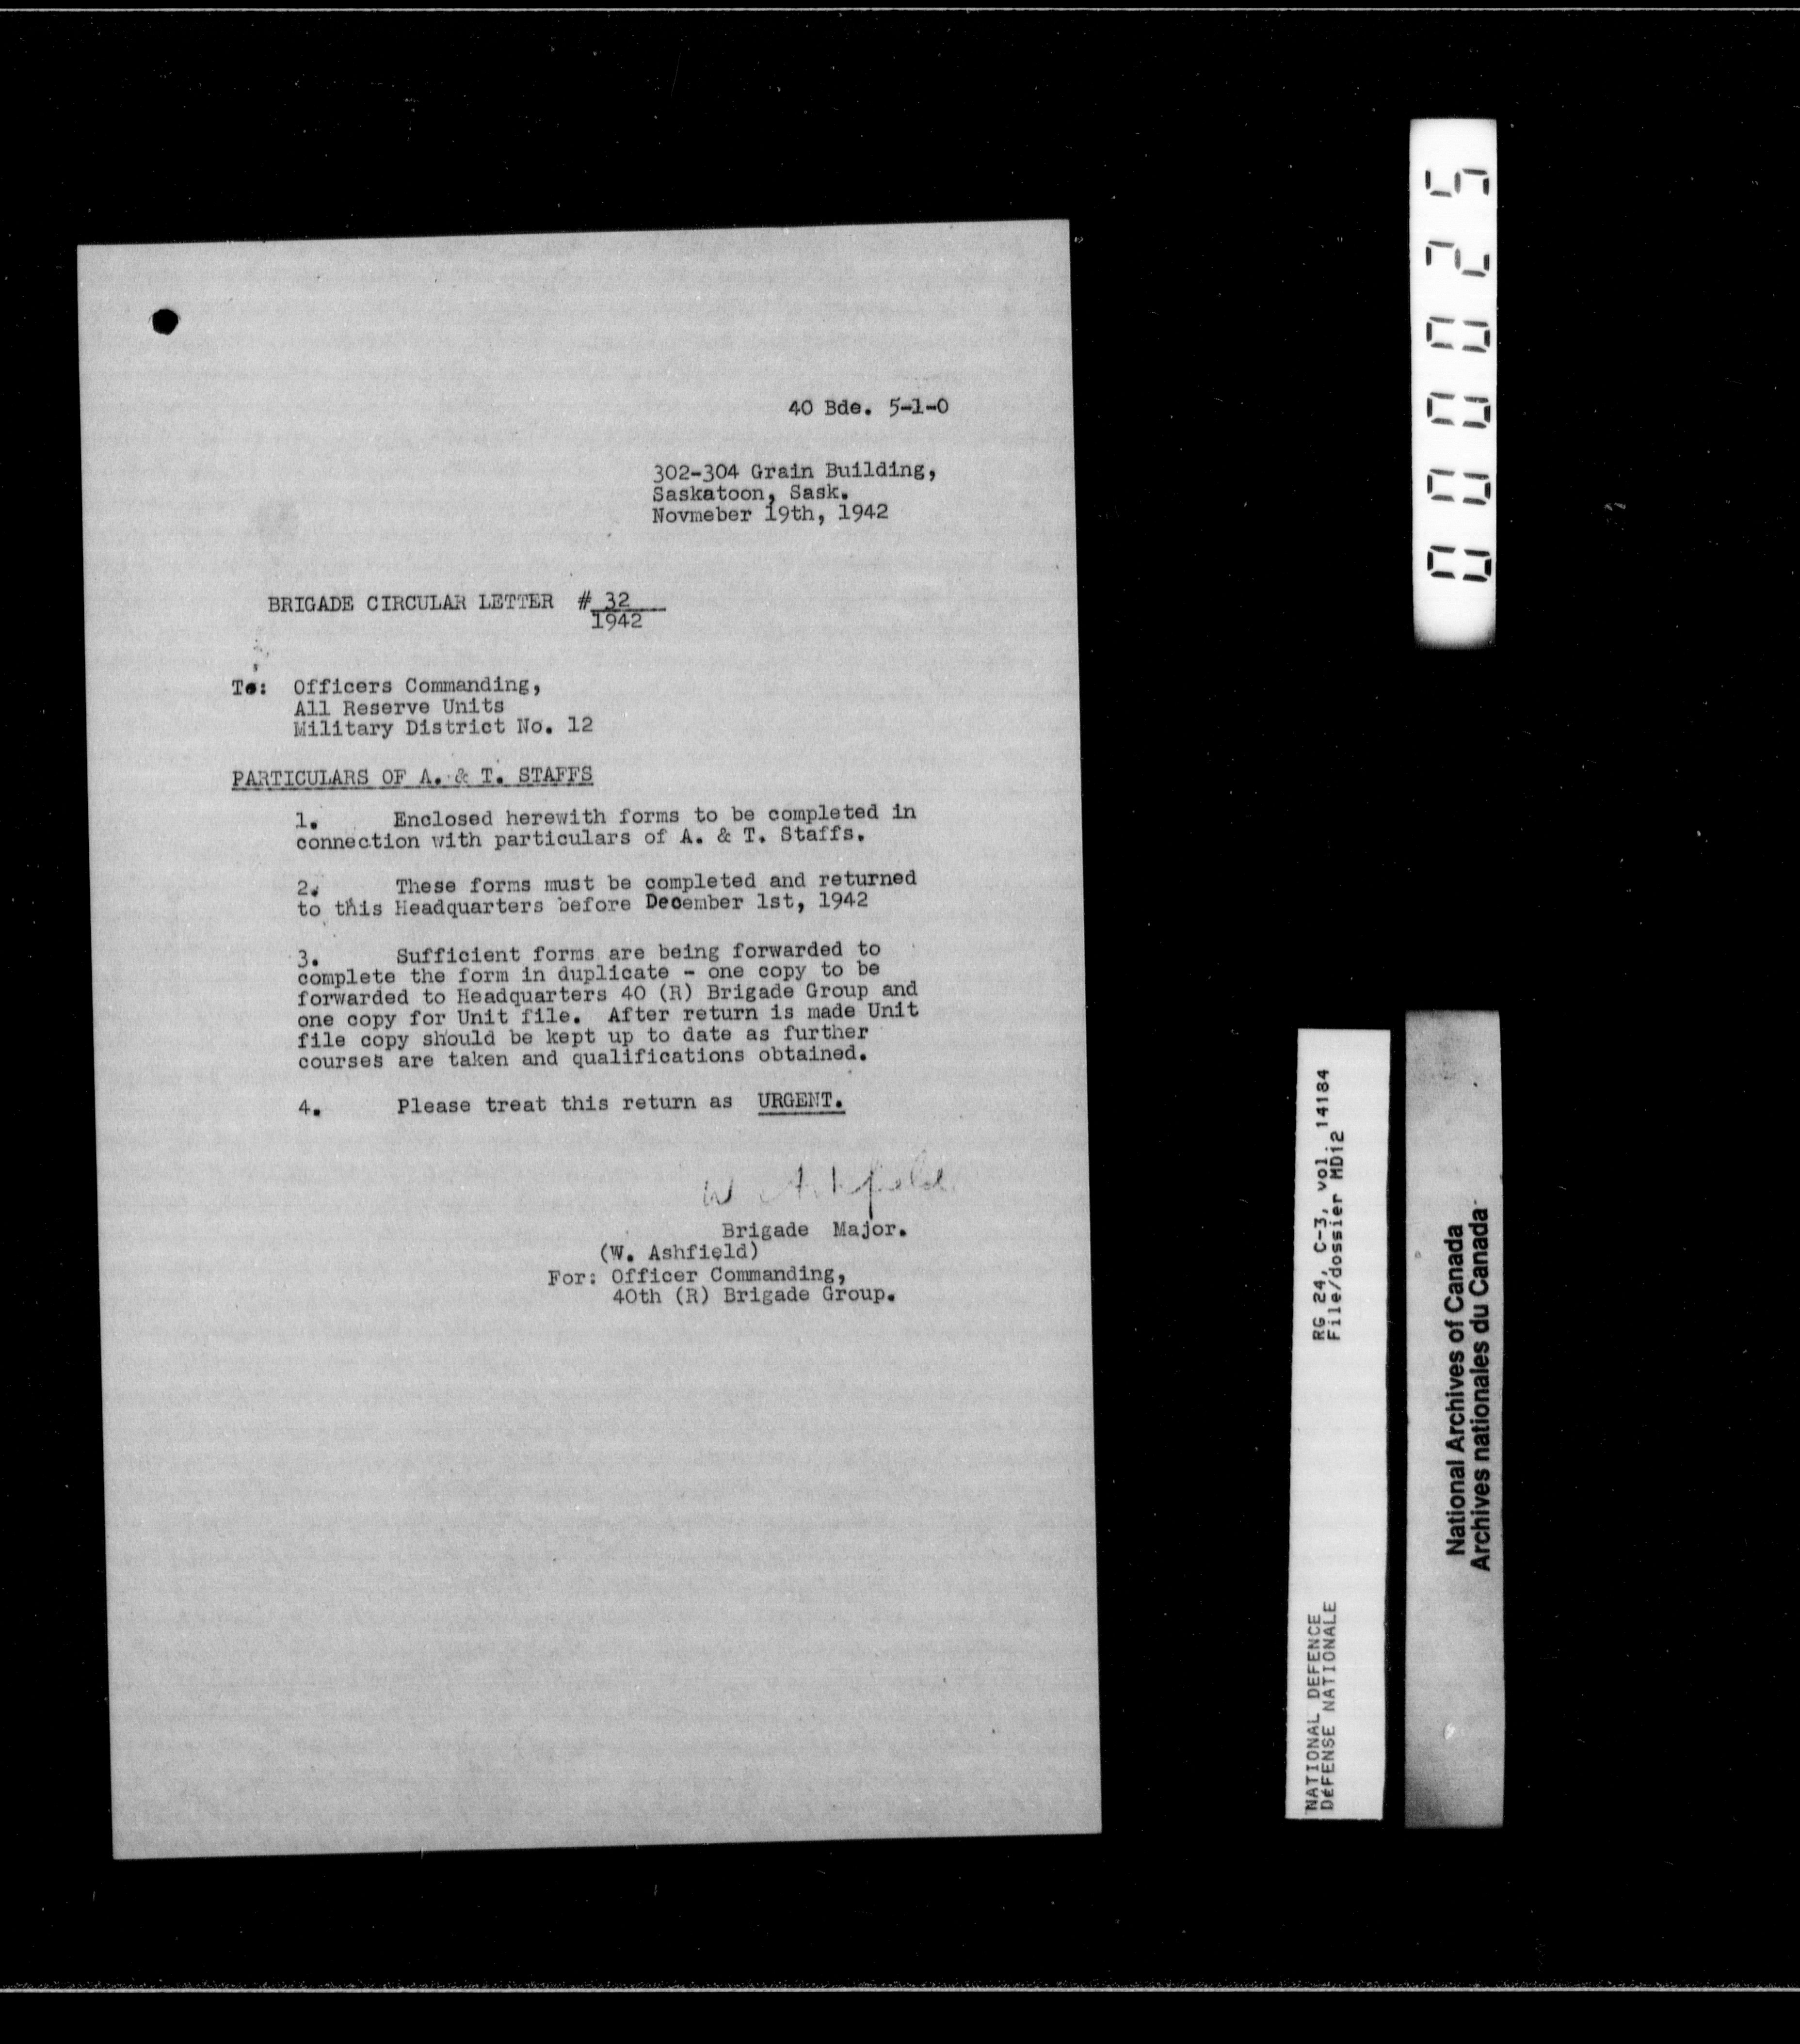 40 Bde. 5-1-0
302-304 Grain Building,
Saskatoon, Sask.
Novmeber 19th, 1942
BRIGADE CIRCULAR LETTER # 32
1942
To: Officers Commanding,
All Reserve Units
Military District No. 12
PARTICULARS OF A. & T. STAFFS
1. Enclosed herewith forms to be completed in
connection with particulars of A. & T. Staffs.
2. These forms must be completed and returned
to this Headquarters before December 1st, 1942
3. Sufficient forms are being forwarded to
complete the form in duplicate - one copy to be
forwarded to Headquarters 40 (R) Brigade Group and
one copy for Unit file. After return is made Unit
file copy should be kept up to date as further
courses are taken and qualifications obtained.
4. Please treat this return as URGENT.
W Ashfield
Brigade Major.
(W. Ashfield)
For: Officer Commanding,
40th (R) Brigade Group.
000025
RG 24, C-3, vol. 14184
File/dossier MD12
NATIONAL DEFENCE
DéFENSE NATIONALE
National Archives of Canada
Archives nationales du Canada